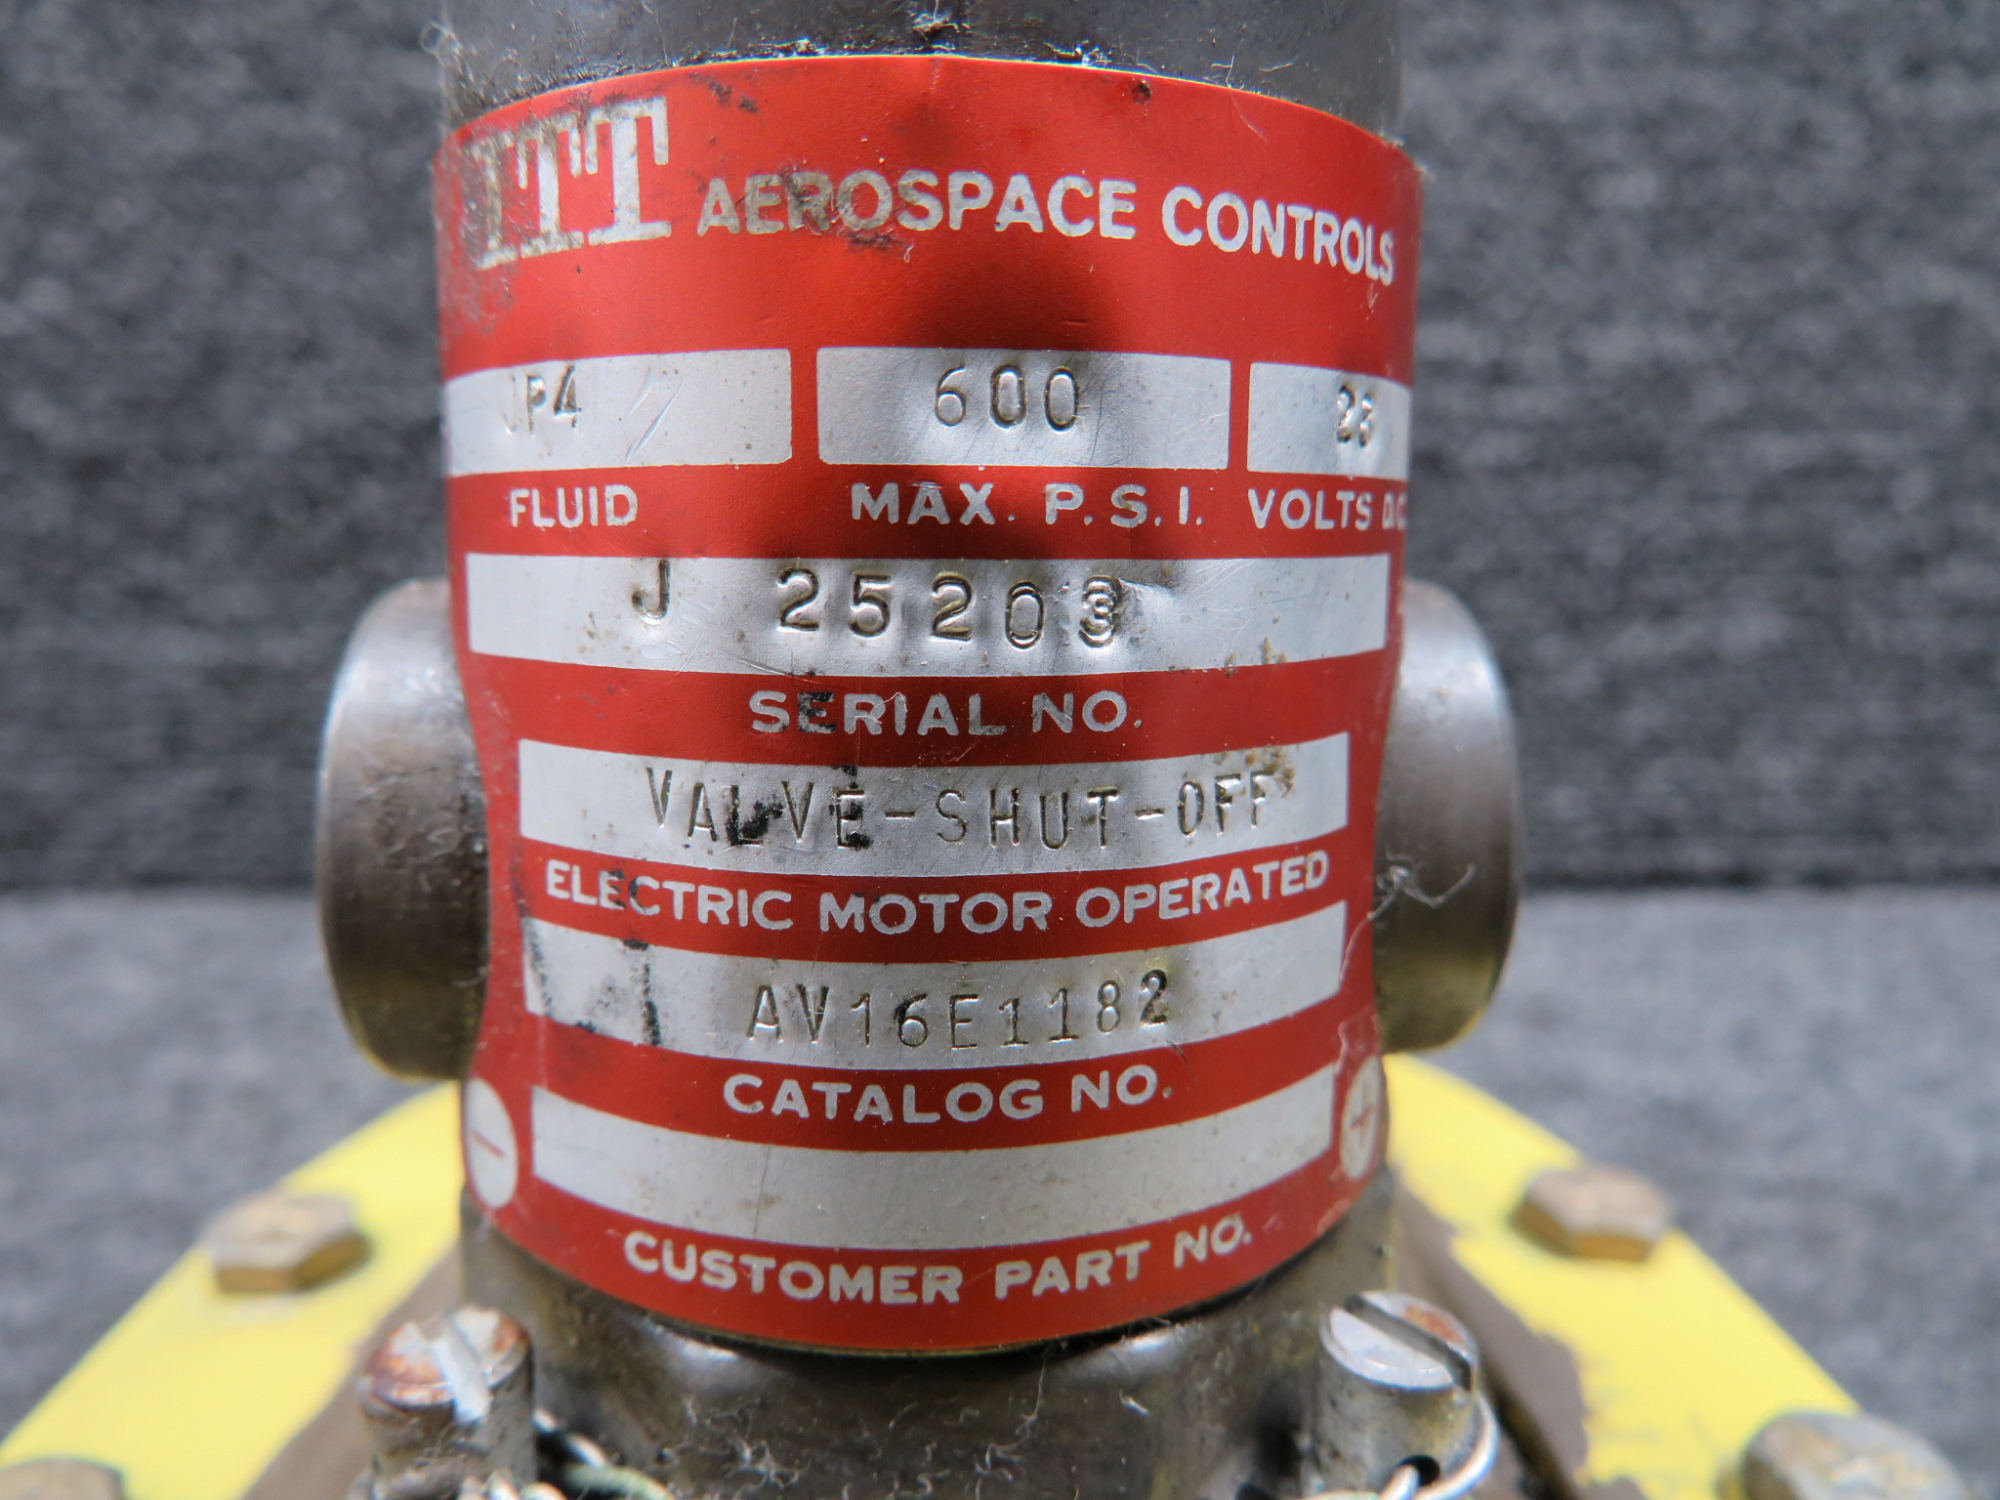 ITT AEROSPACE CONTROLS
JP4 600 28
FLUID MAX. P.S.I. VOLTS D.C.
J 25203
SERIAL NO.
VALVE-SHUT-OFF
ELECTRIC MOTOR OPERATED
AV16E1182
CATALOG NO.
- +
CUSTOMER PART NO.